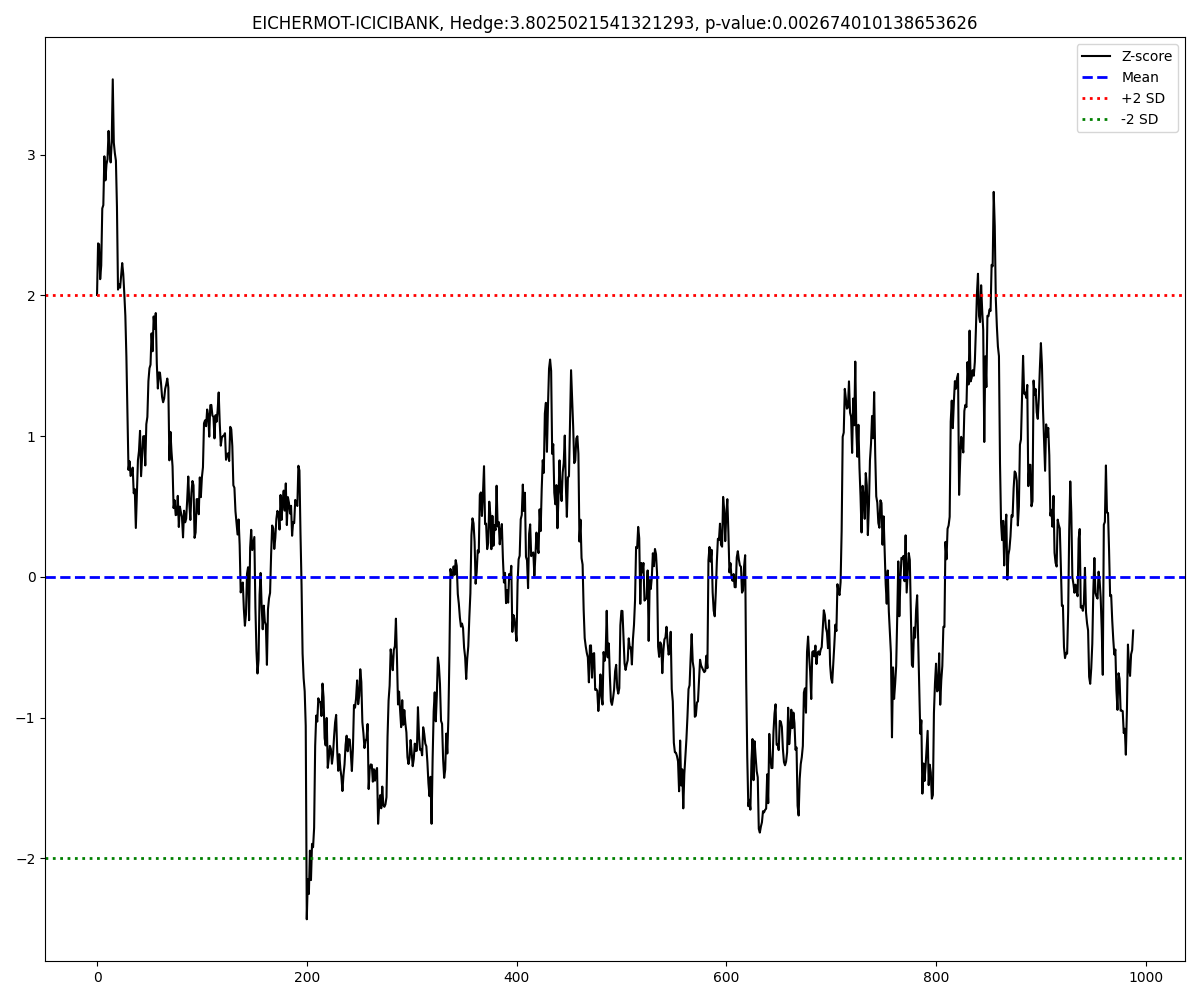 EICHERMOT-ICICIBANK, Hedge:3.8025021541321293, p-value:0.002674010138653626
Z-score
Mean
+2 SD
-2 SD
3
2
1
0
−1
−2
0 200 400 600 800 1000